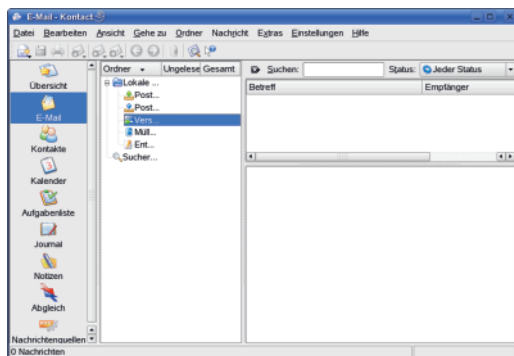 E-Mail - Kontact
Datei Bearbeiten Ansicht Gehe zu Ordner Nachricht Extras Einstellungen Hilfe
Übersicht
E-Mail
Kontakte
Kalender
Aufgabenliste
Journal
Notizen
Abgleich
Nachrichtenquellen
Ordner Ungelese Gesamt
Lokale ...
Post...
Post...
Vers...
Müll...
Ent...
Sucher...
Suchen: Status: Jeder Status
Betreff Empfänger
0 Nachrichten